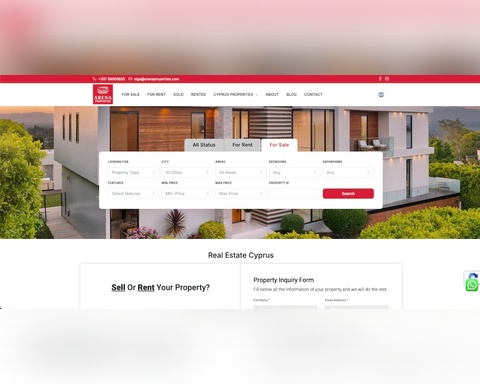 +357 99558655 olga@arenaproperties.com
ARENA
PROPERTIES
FOR SALE FOR RENT SOLD RENTED CYPRUS PROPERTIES ABOUT BLOG CONTACT
All Status For Rent For Sale
LOOKING FOR CITY AREAS BEDROOMS BATHROOMS
Property Type All Cities All Areas Any Any
FEATURES MIN. PRICE MAX PRICE PROPERTY ID
Select Features Min. Price Max Price Search
Real Estate Cyprus
Sell Or Rent Your Property?
Property Inquiry Form
Fill below all the information of your property and we will do the rest.
Full Name * Email Address *